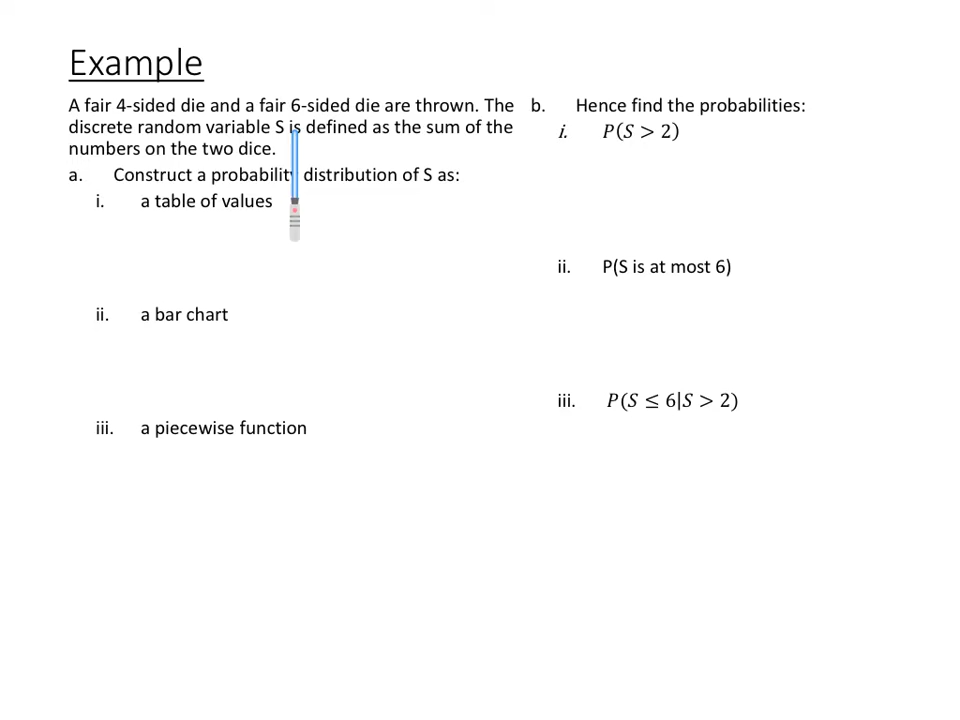 Example
A fair 4-sided die and a fair 6-sided die are thrown. The
discrete random variable S is defined as the sum of the
numbers on the two dice.
a. Construct a probability distribution of S as:
i. a table of values
ii. a bar chart
iii. a piecewise function
b. Hence find the probabilities:
i. P(S > 2)
ii. P(S is at most 6)
iii. P(S ≤ 6|S > 2)